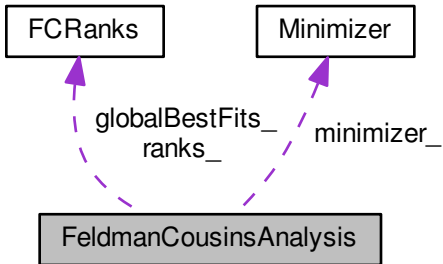 FCRanks
Minimizer
globalBestFits_
ranks_
minimizer_
FeldmanCousinsAnalysis